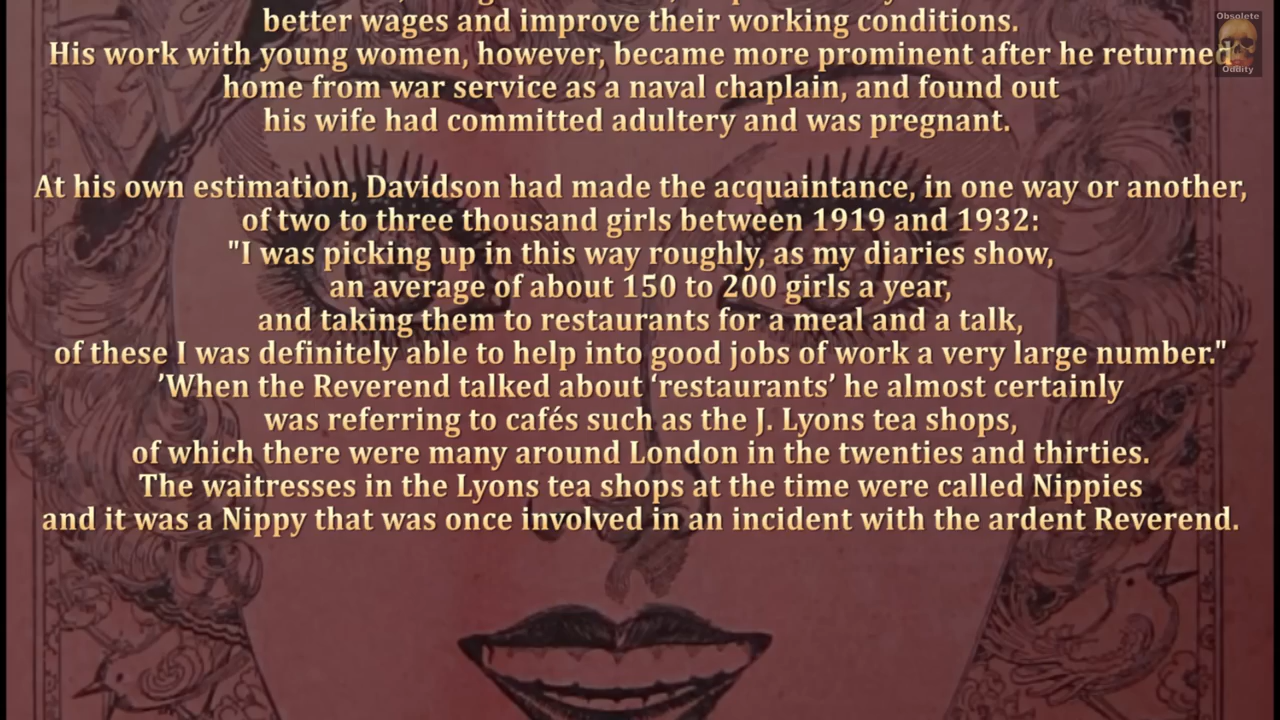 better wages and improve their working conditions.
His work with young women, however, became more prominent after he returned
home from war service as a naval chaplain, and found out
his wife had committed adultery and was pregnant.
At his own estimation, Davidson had made the acquaintance, in one way or another,
of two to three thousand girls between 1919 and 1932:
"I was picking up in this way roughly, as my diaries show,
an average of about 150 to 200 girls a year,
and taking them to restaurants for a meal and a talk,
of these I was definitely able to help into good jobs of work a very large number."
’When the Reverend talked about ‘restaurants’ he almost certainly
was referring to cafés such as the J. Lyons tea shops,
of which there were many around London in the twenties and thirties.
The waitresses in the Lyons tea shops at the time were called Nippies
and it was a Nippy that was once involved in an incident with the ardent Reverend.
Obsolete
Oddity